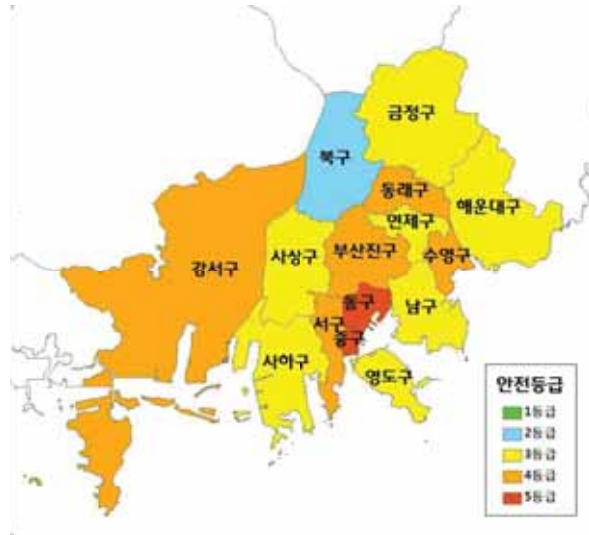 금정구
북구
동래구
해운대구
연제구
부산진구
수영구
사상구
강서구
동구
남구
서구
중구
사하구
영도구
안전등급
1등급
2등급
3등급
4등급
5등급